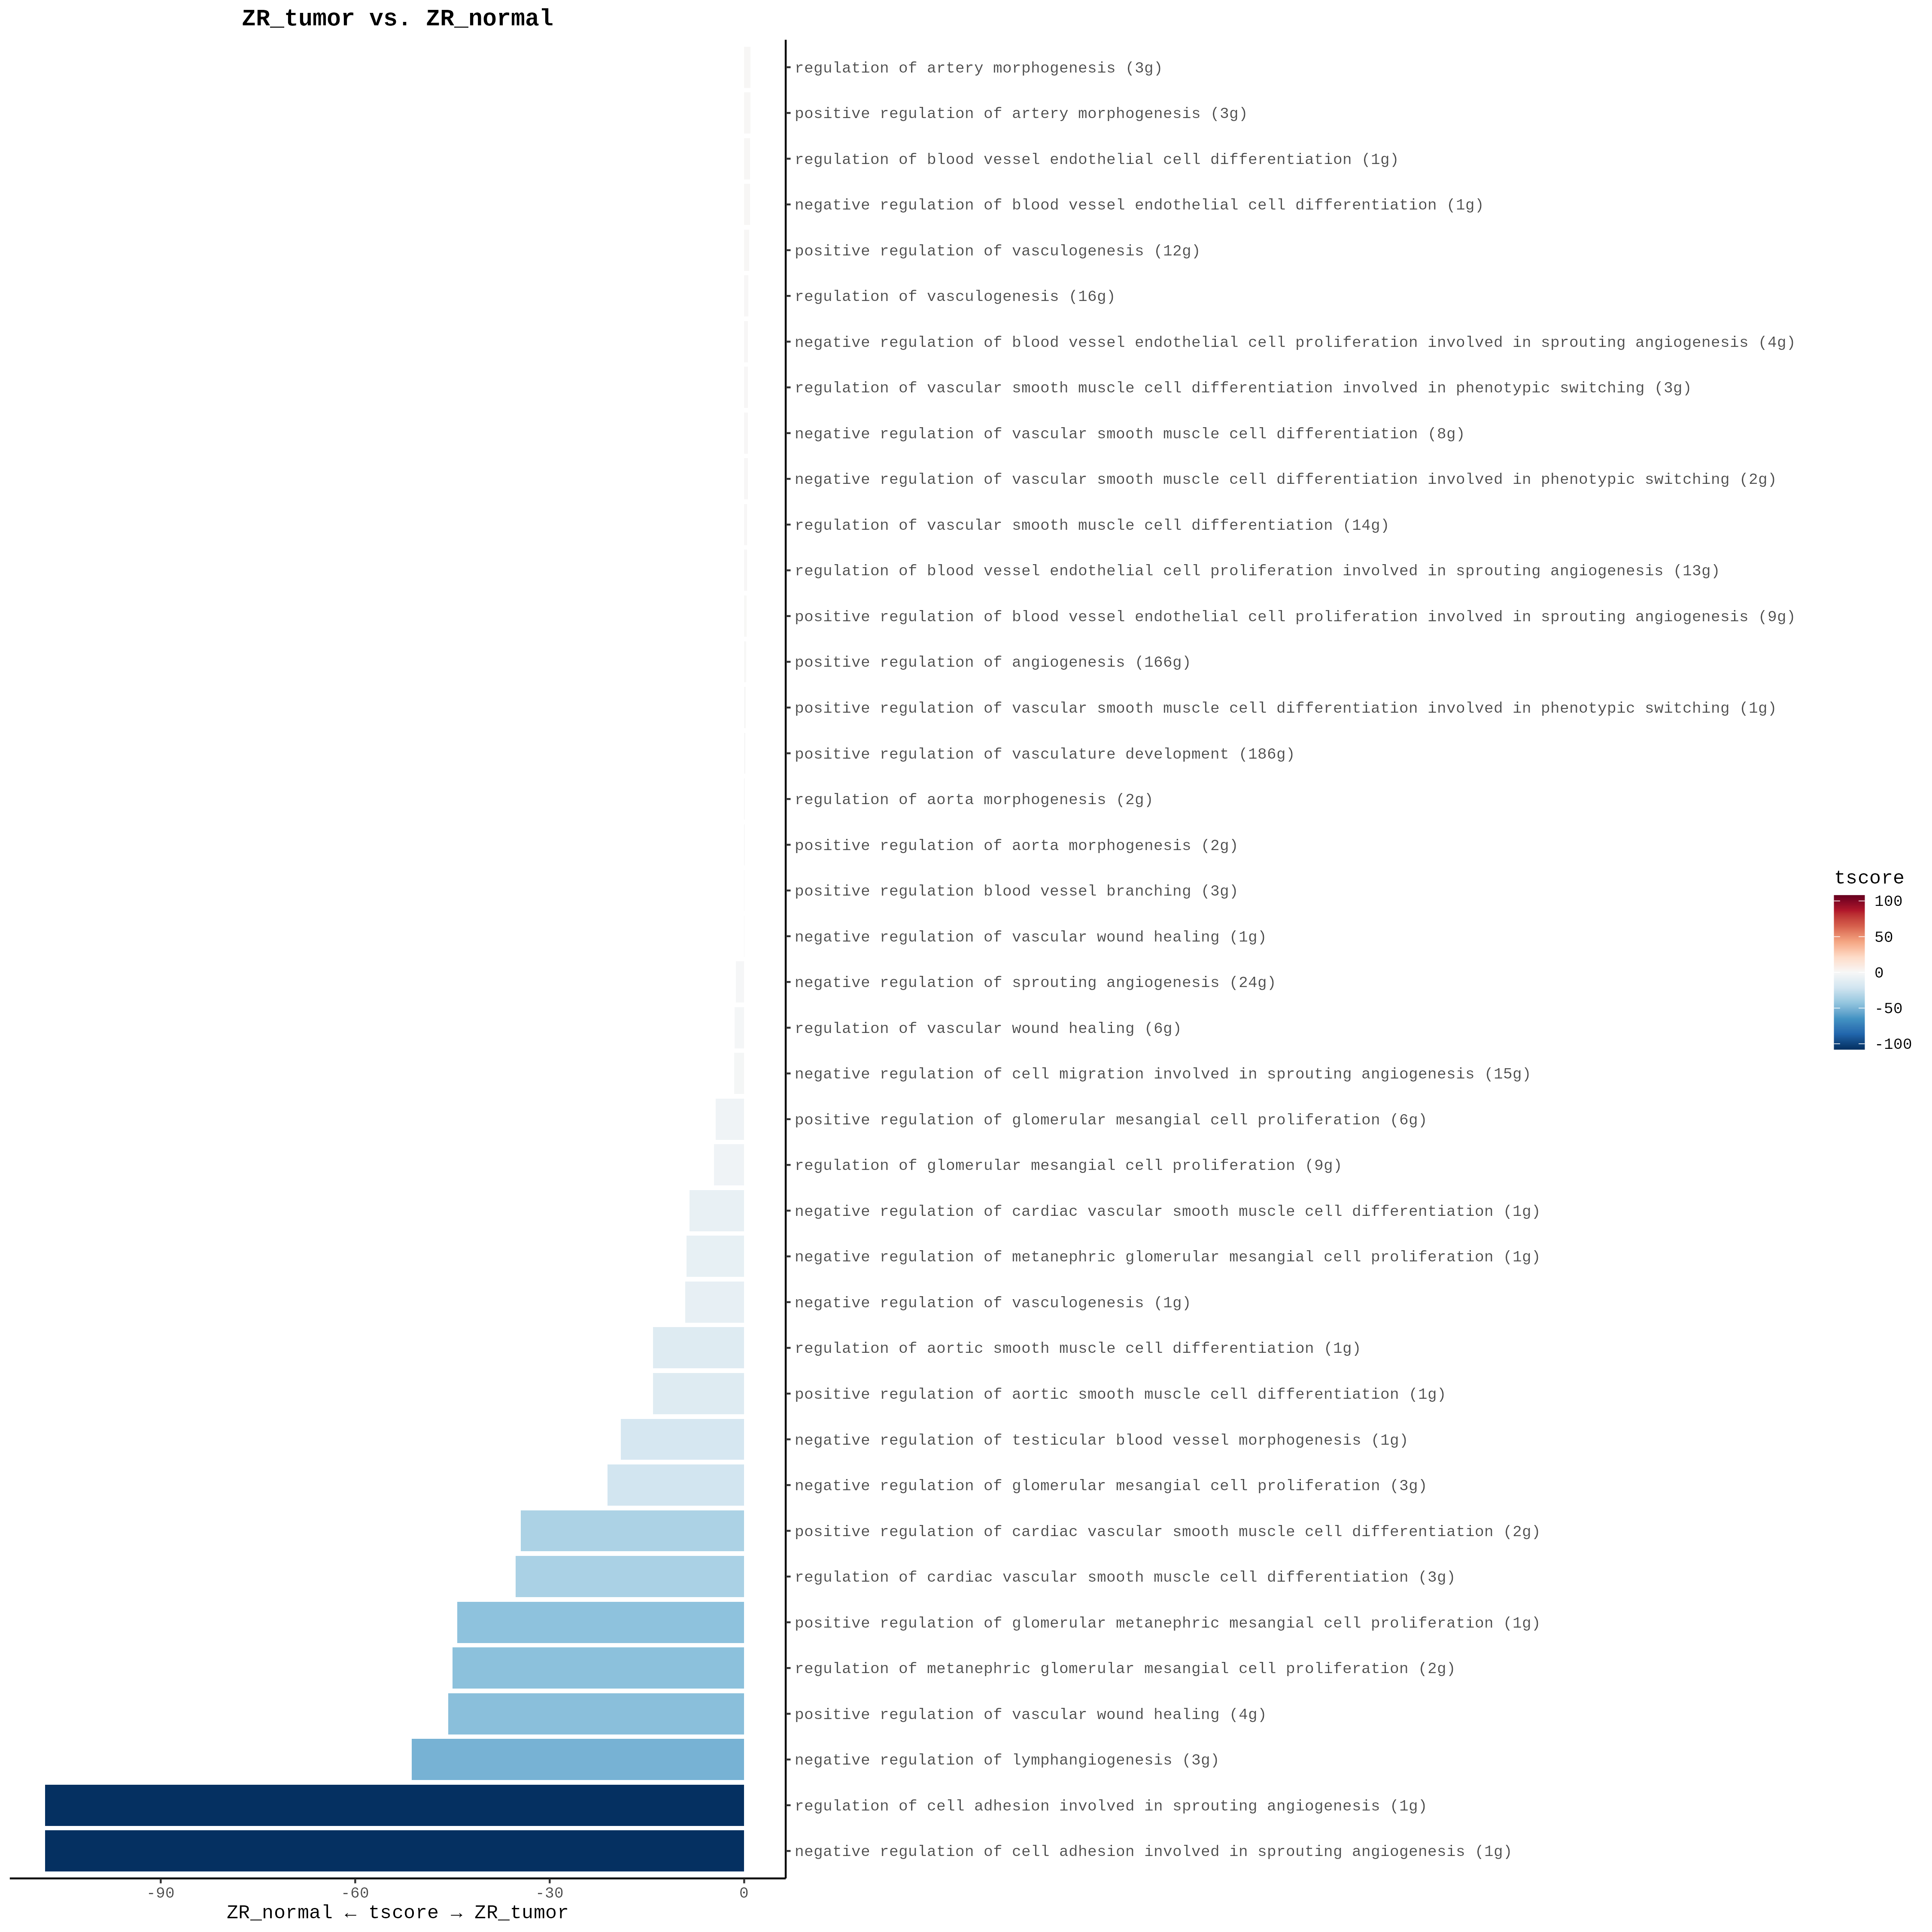 ZR_tumor vs. ZR_normal
regulation of artery morphogenesis (3g)
positive regulation of artery morphogenesis (3g)
regulation of blood vessel endothelial cell differentiation (1g)
negative regulation of blood vessel endothelial cell differentiation (1g)
positive regulation of vasculogenesis (12g)
regulation of vasculogenesis (16g)
negative regulation of blood vessel endothelial cell proliferation involved in sprouting angiogenesis (4g)
regulation of vascular smooth muscle cell differentiation involved in phenotypic switching (3g)
negative regulation of vascular smooth muscle cell differentiation (8g)
negative regulation of vascular smooth muscle cell differentiation involved in phenotypic switching (2g)
regulation of vascular smooth muscle cell differentiation (14g)
regulation of blood vessel endothelial cell proliferation involved in sprouting angiogenesis (13g)
positive regulation of blood vessel endothelial cell proliferation involved in sprouting angiogenesis (9g)
positive regulation of angiogenesis (166g)
positive regulation of vascular smooth muscle cell differentiation involved in phenotypic switching (1g)
positive regulation of vasculature development (186g)
regulation of aorta morphogenesis (2g)
positive regulation of aorta morphogenesis (2g)
positive regulation blood vessel branching (3g)
negative regulation of vascular wound healing (1g)
negative regulation of sprouting angiogenesis (24g)
regulation of vascular wound healing (6g)
negative regulation of cell migration involved in sprouting angiogenesis (15g)
positive regulation of glomerular mesangial cell proliferation (6g)
regulation of glomerular mesangial cell proliferation (9g)
negative regulation of cardiac vascular smooth muscle cell differentiation (1g)
negative regulation of metanephric glomerular mesangial cell proliferation (1g)
negative regulation of vasculogenesis (1g)
regulation of aortic smooth muscle cell differentiation (1g)
positive regulation of aortic smooth muscle cell differentiation (1g)
negative regulation of testicular blood vessel morphogenesis (1g)
negative regulation of glomerular mesangial cell proliferation (3g)
positive regulation of cardiac vascular smooth muscle cell differentiation (2g)
regulation of cardiac vascular smooth muscle cell differentiation (3g)
positive regulation of glomerular metanephric mesangial cell proliferation (1g)
regulation of metanephric glomerular mesangial cell proliferation (2g)
positive regulation of vascular wound healing (4g)
negative regulation of lymphangiogenesis (3g)
regulation of cell adhesion involved in sprouting angiogenesis (1g)
negative regulation of cell adhesion involved in sprouting angiogenesis (1g)
-90 -60 -30 0
ZR_normal ← tscore → ZR_tumor
tscore
100
50
0
-50
-100